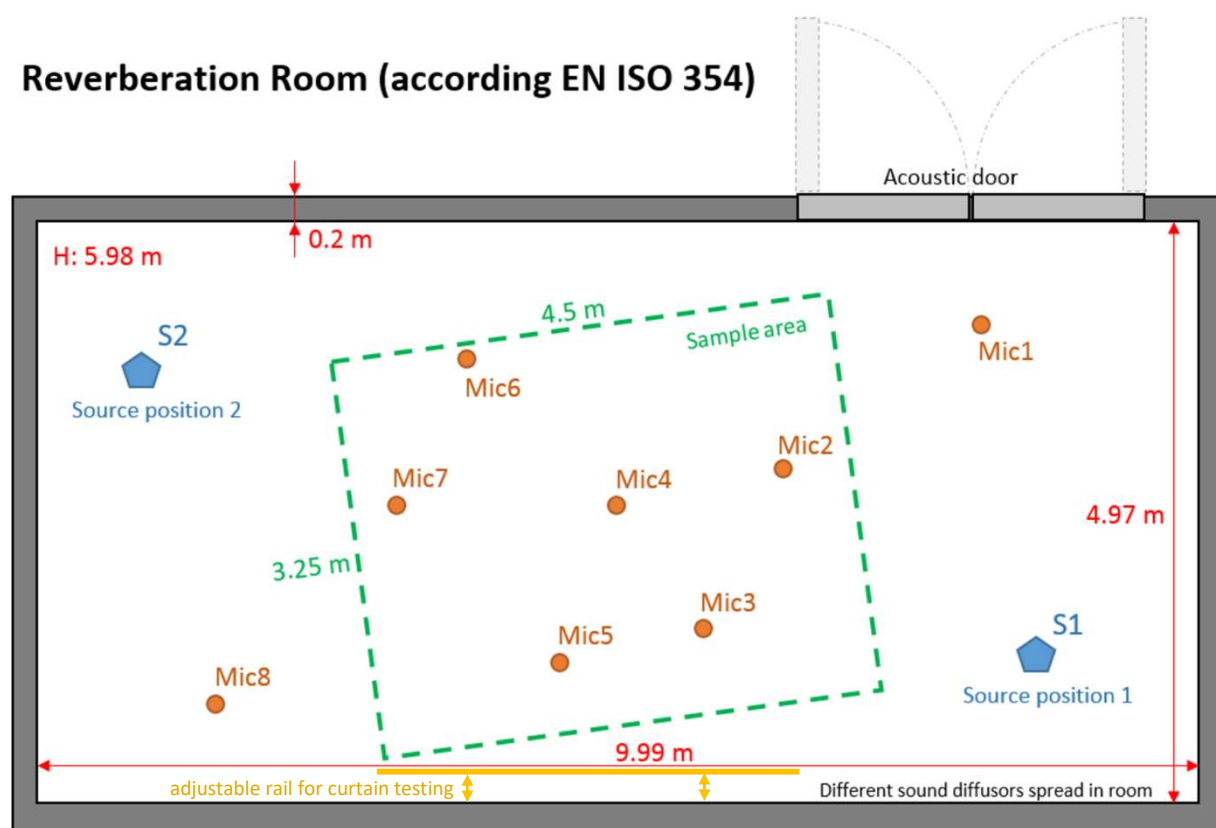 Reverberation Room (according EN ISO 354)
Acoustic door
0.2 m
H: 5.98 m
4.5 m
Sample area
S2
Source position 2
Mic1
Mic6
Mic2
Mic7
Mic4
4.97 m
3.25 m
Mic3
Mic5
S1
Source position 1
Mic8
9.99 m
adjustable rail for curtain testing
Different sound diffusors spread in room